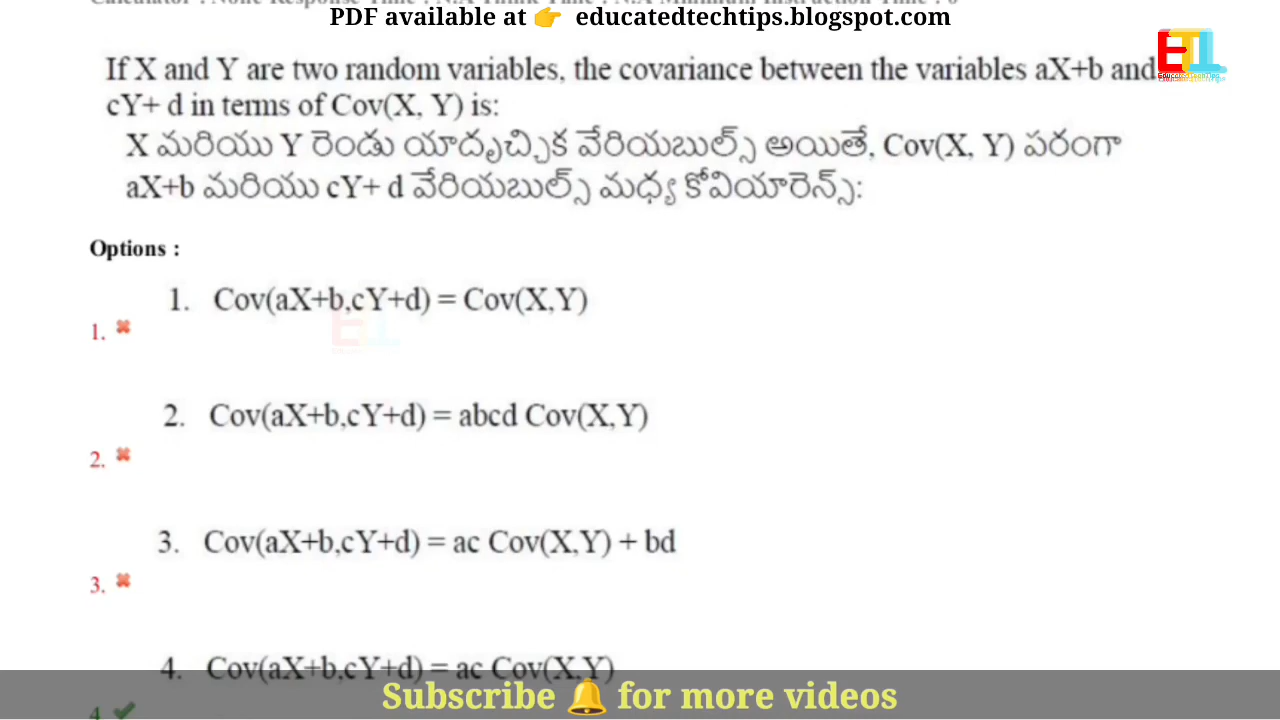 PDF available at 👉 educatedtechtips.blogspot.com
If X and Y are two random variables, the covariance between the variables aX+b and
cY+ d in terms of Cov(X, Y) is:
X మరియు Y రెండు యాదృచ్చిక వేరియబుల్స్ అయితే, Cov(X, Y) పరంగా
aX+b మరియు cY+ d వేరియబుల్స్ మధ్య కోవియారెన్స్:
Options :
1. Cov(aX+b,cY+d) = Cov(X,Y)
1. ✖
2. Cov(aX+b,cY+d) = abcd Cov(X,Y)
2. ✖
3. Cov(aX+b,cY+d) = ac Cov(X,Y) + bd
3. ✖
4. Cov(aX+b,cY+d) = ac Cov(X,Y)
Subscribe 🔔 for more videos
4. ✔